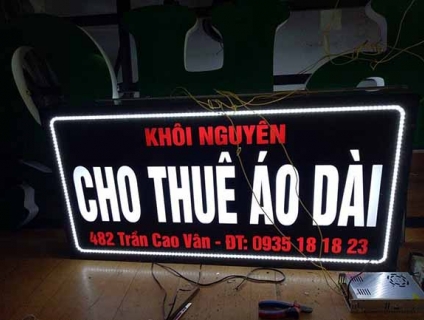 KHÔI NGUYÊN
CHO THUÊ ÁO DÀI
482 Trần Cao Vân - ĐT: 0935 18 18 23